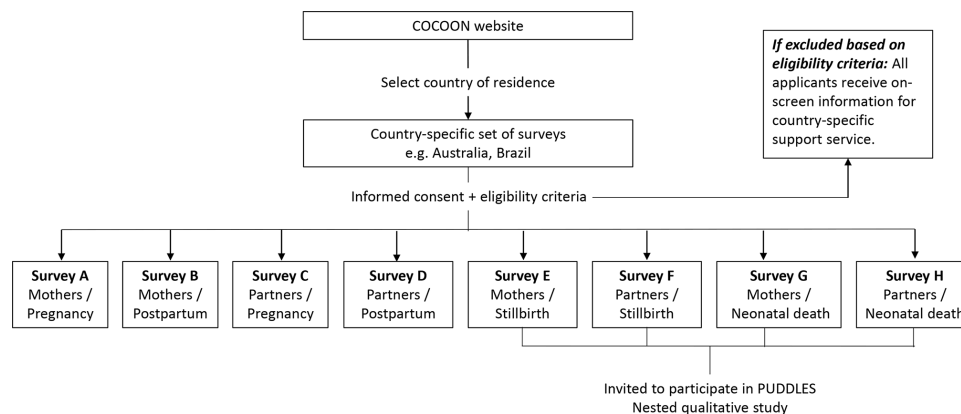 COCOON website
Select country of residence
Country-specific set of surveys
e.g. Australia, Brazil
If excluded based on
eligibility criteria: All
applicants receive on-
screen information for
country-specific
support service.
Informed consent + eligibility criteria
Survey A
Mothers /
Pregnancy
Survey B
Mothers /
Postpartum
Survey C
Partners /
Pregnancy
Survey D
Partners /
Postpartum
Survey E
Mothers /
Stillbirth
Survey F
Partners /
Stillbirth
Survey G
Mothers /
Neonatal death
Survey H
Partners /
Neonatal death
Invited to participate in PUDDLES
Nested qualitative study